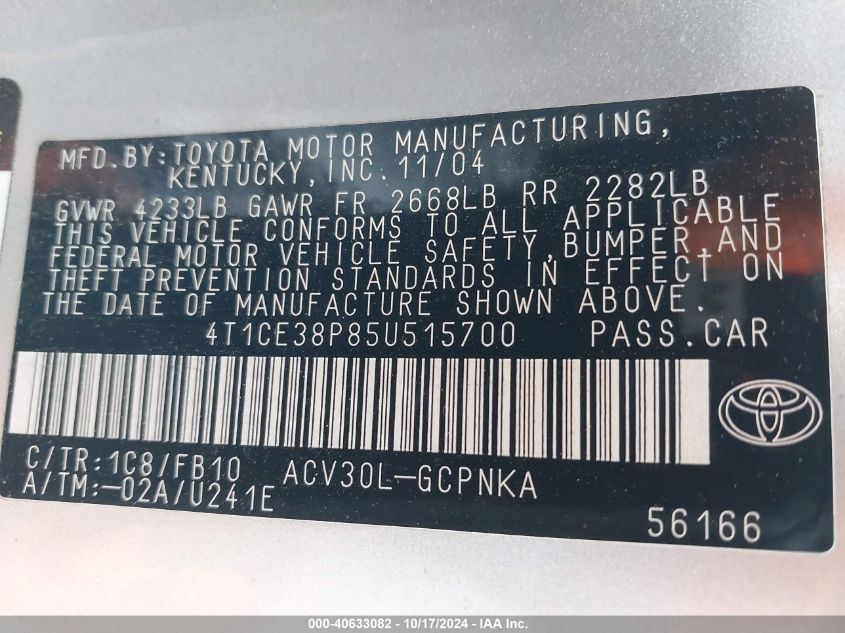 MFD.BY:TOYOTA MOTOR MANUFACTURING,
KENTUCKY,INC.11/04
GVWR 4233LB GAWR FR 2668LB RR 2282LB
THIS VEHICLE CONFORMS TO ALL APPLICABLE
FEDERAL MOTOR VEHICLE SAFETY,BUMPER,AND
THEFT PREVENTION STANDARDS IN EFFECT ON
THE DATE OF MANUFACTURE SHOWN ABOVE.
4T1CE38P85U515700 PASS.CAR
C/TR:1C8/FB10 ACV30L-GCPNKA
A/TM:-02A/U241E
56166
000-40633082 - 10/17/2024 - IAA Inc.